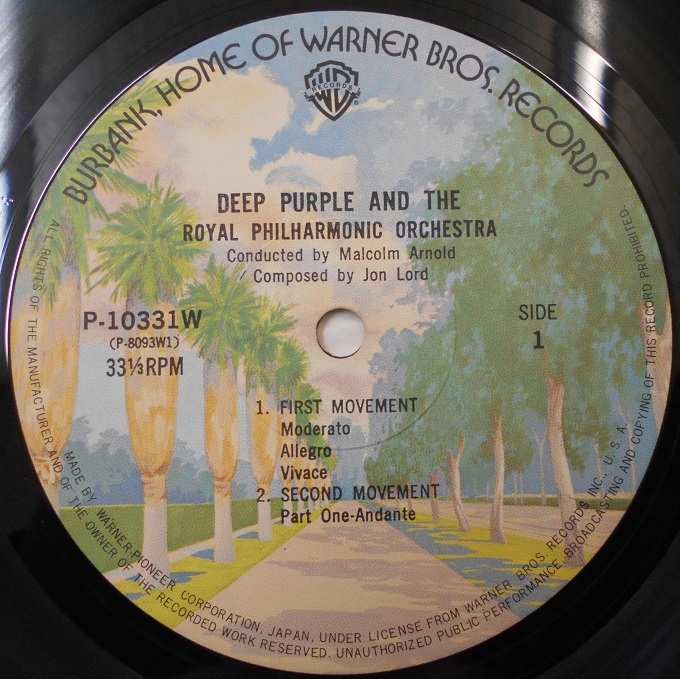 BURBANK, HOME OF WARNER BROS. RECORDS
WB
RECORDS
®
DEEP PURPLE AND THE
ROYAL PHILHARMONIC ORCHESTRA
Conducted by Malcolm Arnold
Composed by Jon Lord
P-10331W
(P-8093W1)
33⅓RPM
SIDE
1
1. FIRST MOVEMENT
Moderato
Allegro
Vivace
2. SECOND MOVEMENT
Part One-Andante
MADE BY WARNER-PIONEER CORPORATION, JAPAN, UNDER LICENSE FROM WARNER BROS. RECORDS INC., U.S.A.
ALL RIGHTS OF THE MANUFACTURER AND OF THE OWNER OF THE RECORDED WORK RESERVED. UNAUTHORIZED PUBLIC PERFORMANCE, BROADCASTING AND COPYING OF THIS RECORD PROHIBITED.